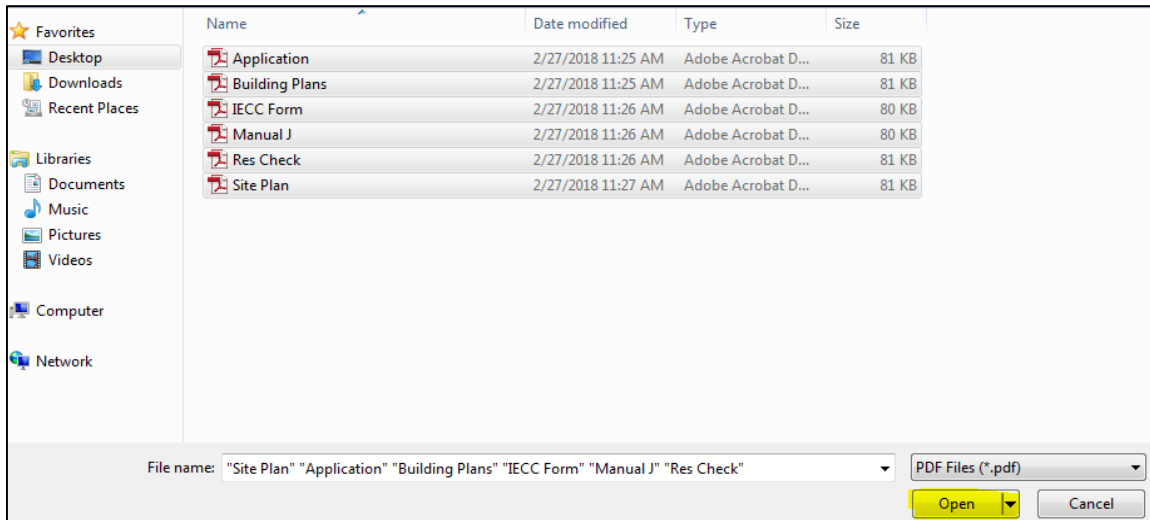 Favorites
Desktop
Downloads
Recent Places
Libraries
Documents
Music
Pictures
Videos
Computer
Network
Name Date modified Type Size
Application 2/27/2018 11:25 AM Adobe Acrobat D... 81 KB
Building Plans 2/27/2018 11:25 AM Adobe Acrobat D... 81 KB
IECC Form 2/27/2018 11:26 AM Adobe Acrobat D... 80 KB
Manual J 2/27/2018 11:26 AM Adobe Acrobat D... 80 KB
Res Check 2/27/2018 11:26 AM Adobe Acrobat D... 81 KB
Site Plan 2/27/2018 11:27 AM Adobe Acrobat D... 81 KB
File name: "Site Plan" "Application" "Building Plans" "IECC Form" "Manual J" "Res Check" PDF Files (*.pdf)
Open Cancel